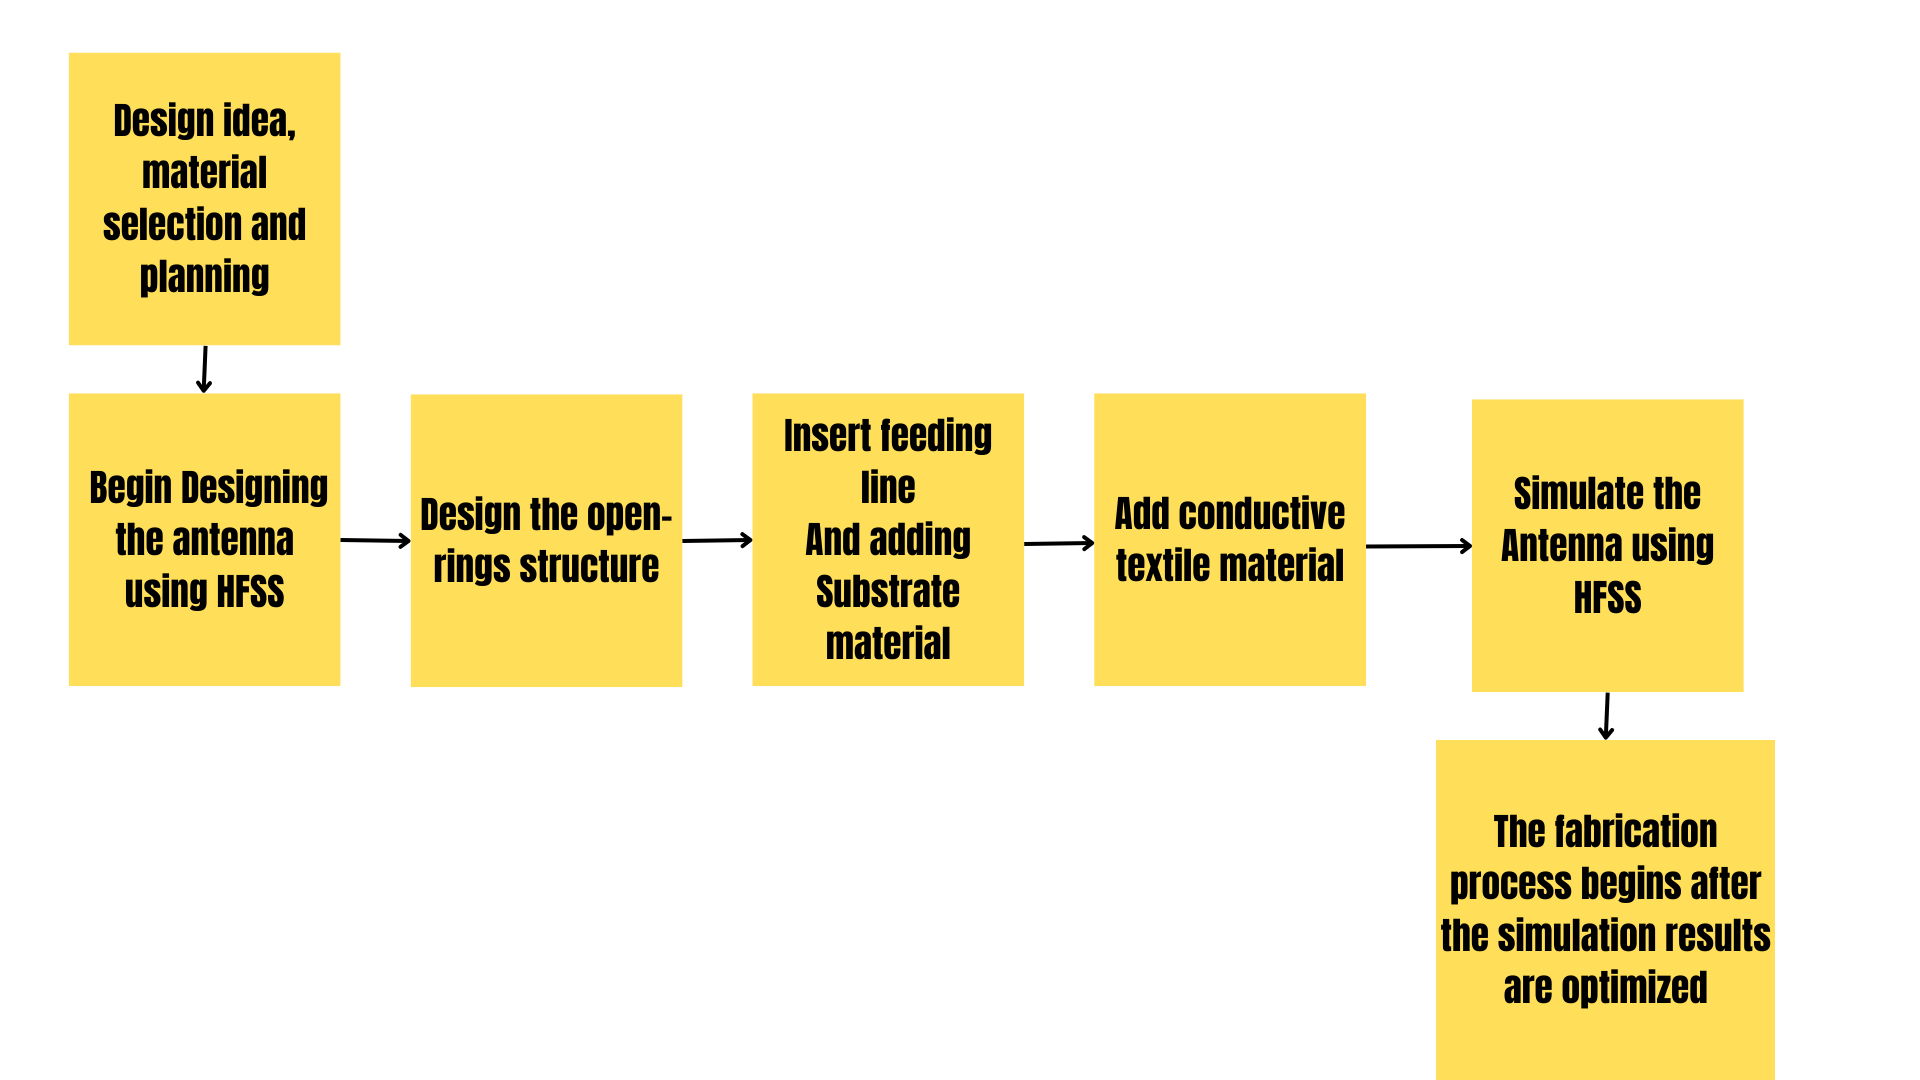 Design idea,
material
selection and
planning
Begin Designing
the antenna
using HFSS
Design the open-
rings structure
Insert feeding
line
And adding
Substrate
material
Add conductive
textile material
Simulate the
Antenna using
HFSS
The fabrication
process begins after
the simulation results
are optimized